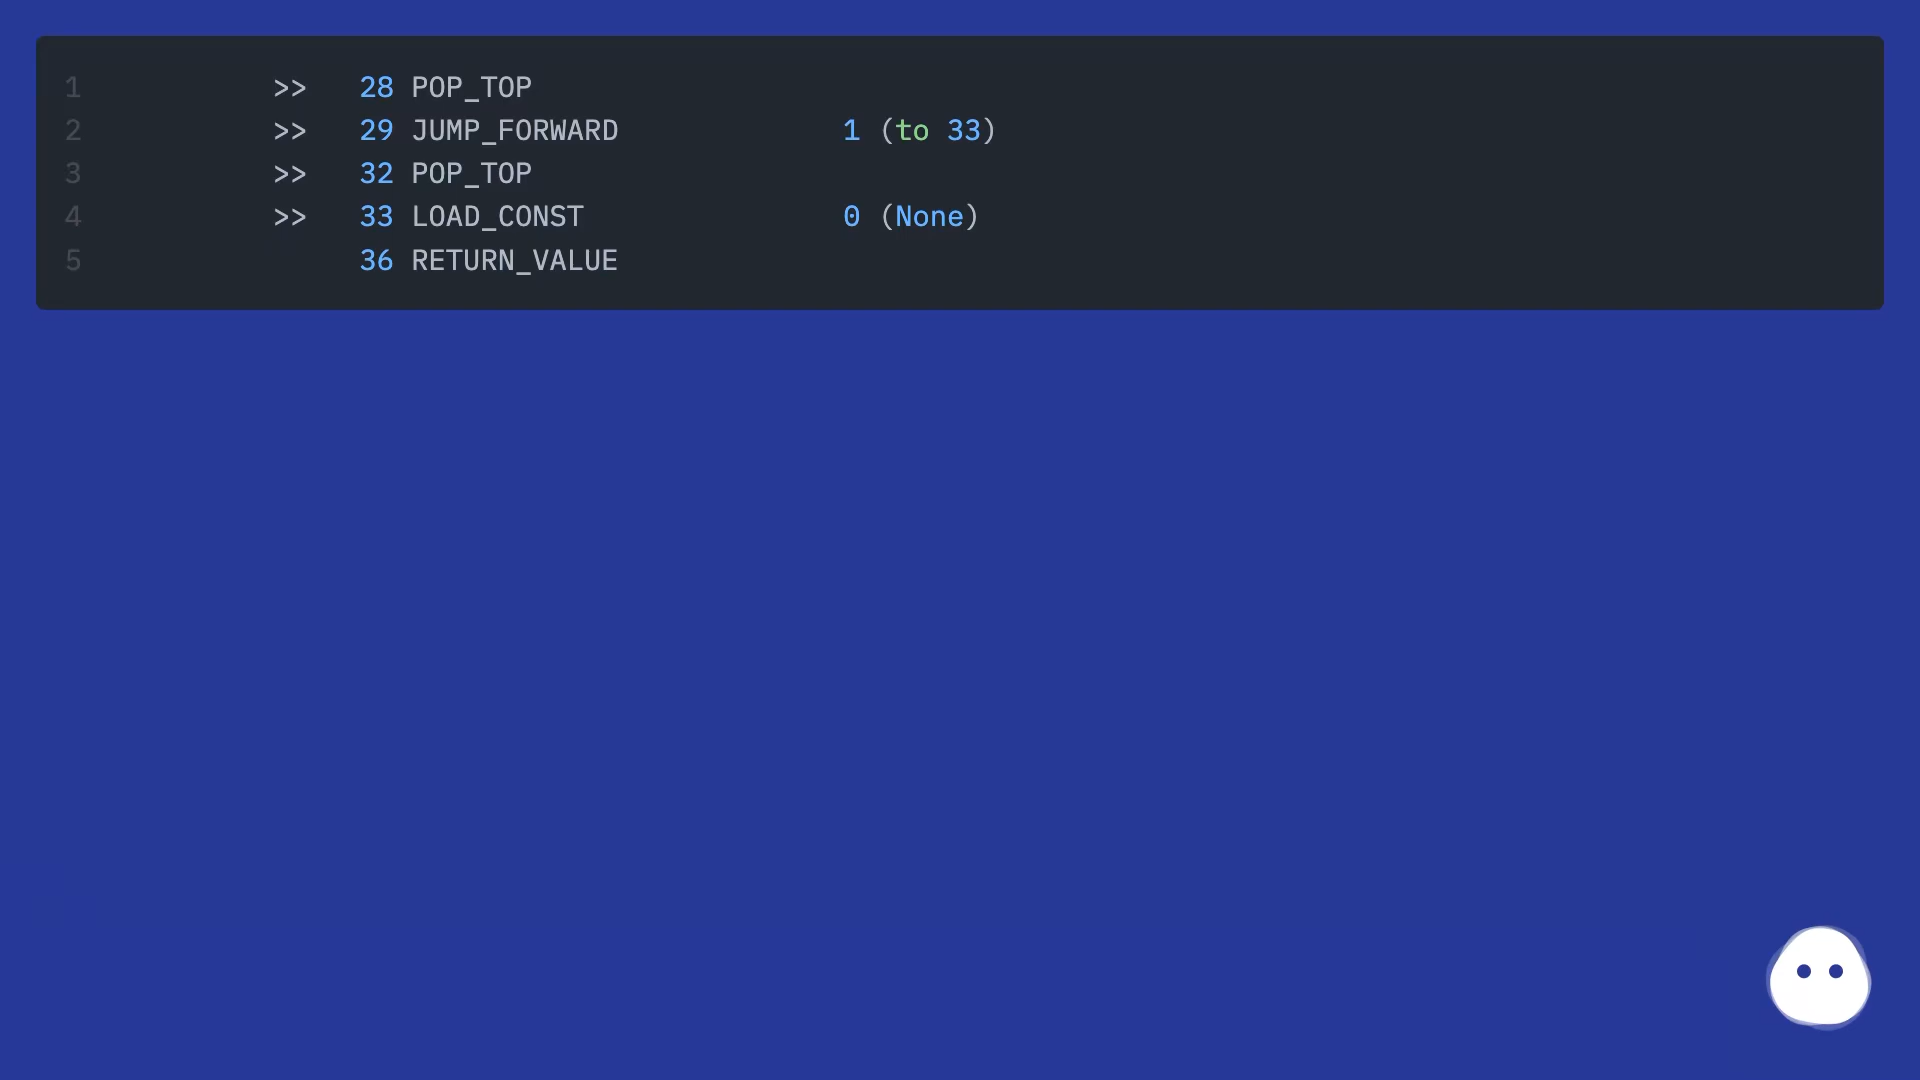 1 >> 28 POP_TOP
2 >> 29 JUMP_FORWARD 1 (to 33)
3 >> 32 POP_TOP
4 >> 33 LOAD_CONST 0 (None)
5 36 RETURN_VALUE